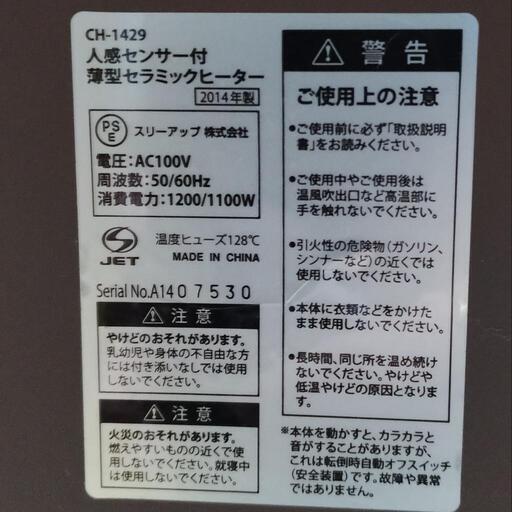 CH-1429
人感センサー付
薄型セラミックヒーター
2014年製
PS
E
スリーアップ 株式会社
電圧:AC100V
周波数:50/60Hz
消費電力:1200/1100W
JET
温度ヒューズ128℃
MADE IN CHINA
Serial No.A1407530
注意
やけどのおそれがあります。
乳幼児や身体の不自由な方
には付き添いなしでは使用
しないでください。
注意
火災のおそれがあります。
燃えやすいものの近くで使
用しないでください。就寝中
は使用しないでください。
警告
ご使用上の注意
●ご使用前に必ず「取扱説明
書」をお読みください。
●ご使用中やご使用後は
温風吹出口など高温部に
手を触れないでください。
●引火性の危険物(ガソリン、
シンナーなど)の近くでは
使用しないでください。
●本体に衣類などをかけた
まま使用しないでください。
●長時間、同じ所を温め続け
ないでください。やけどや
低温やけどの原因となりま
す。
※本体を動かすと、カラカラと
音がすることがありますが、
これは転倒時自動オフスイッチ
(安全装置)です。故障や異常
ではありません。